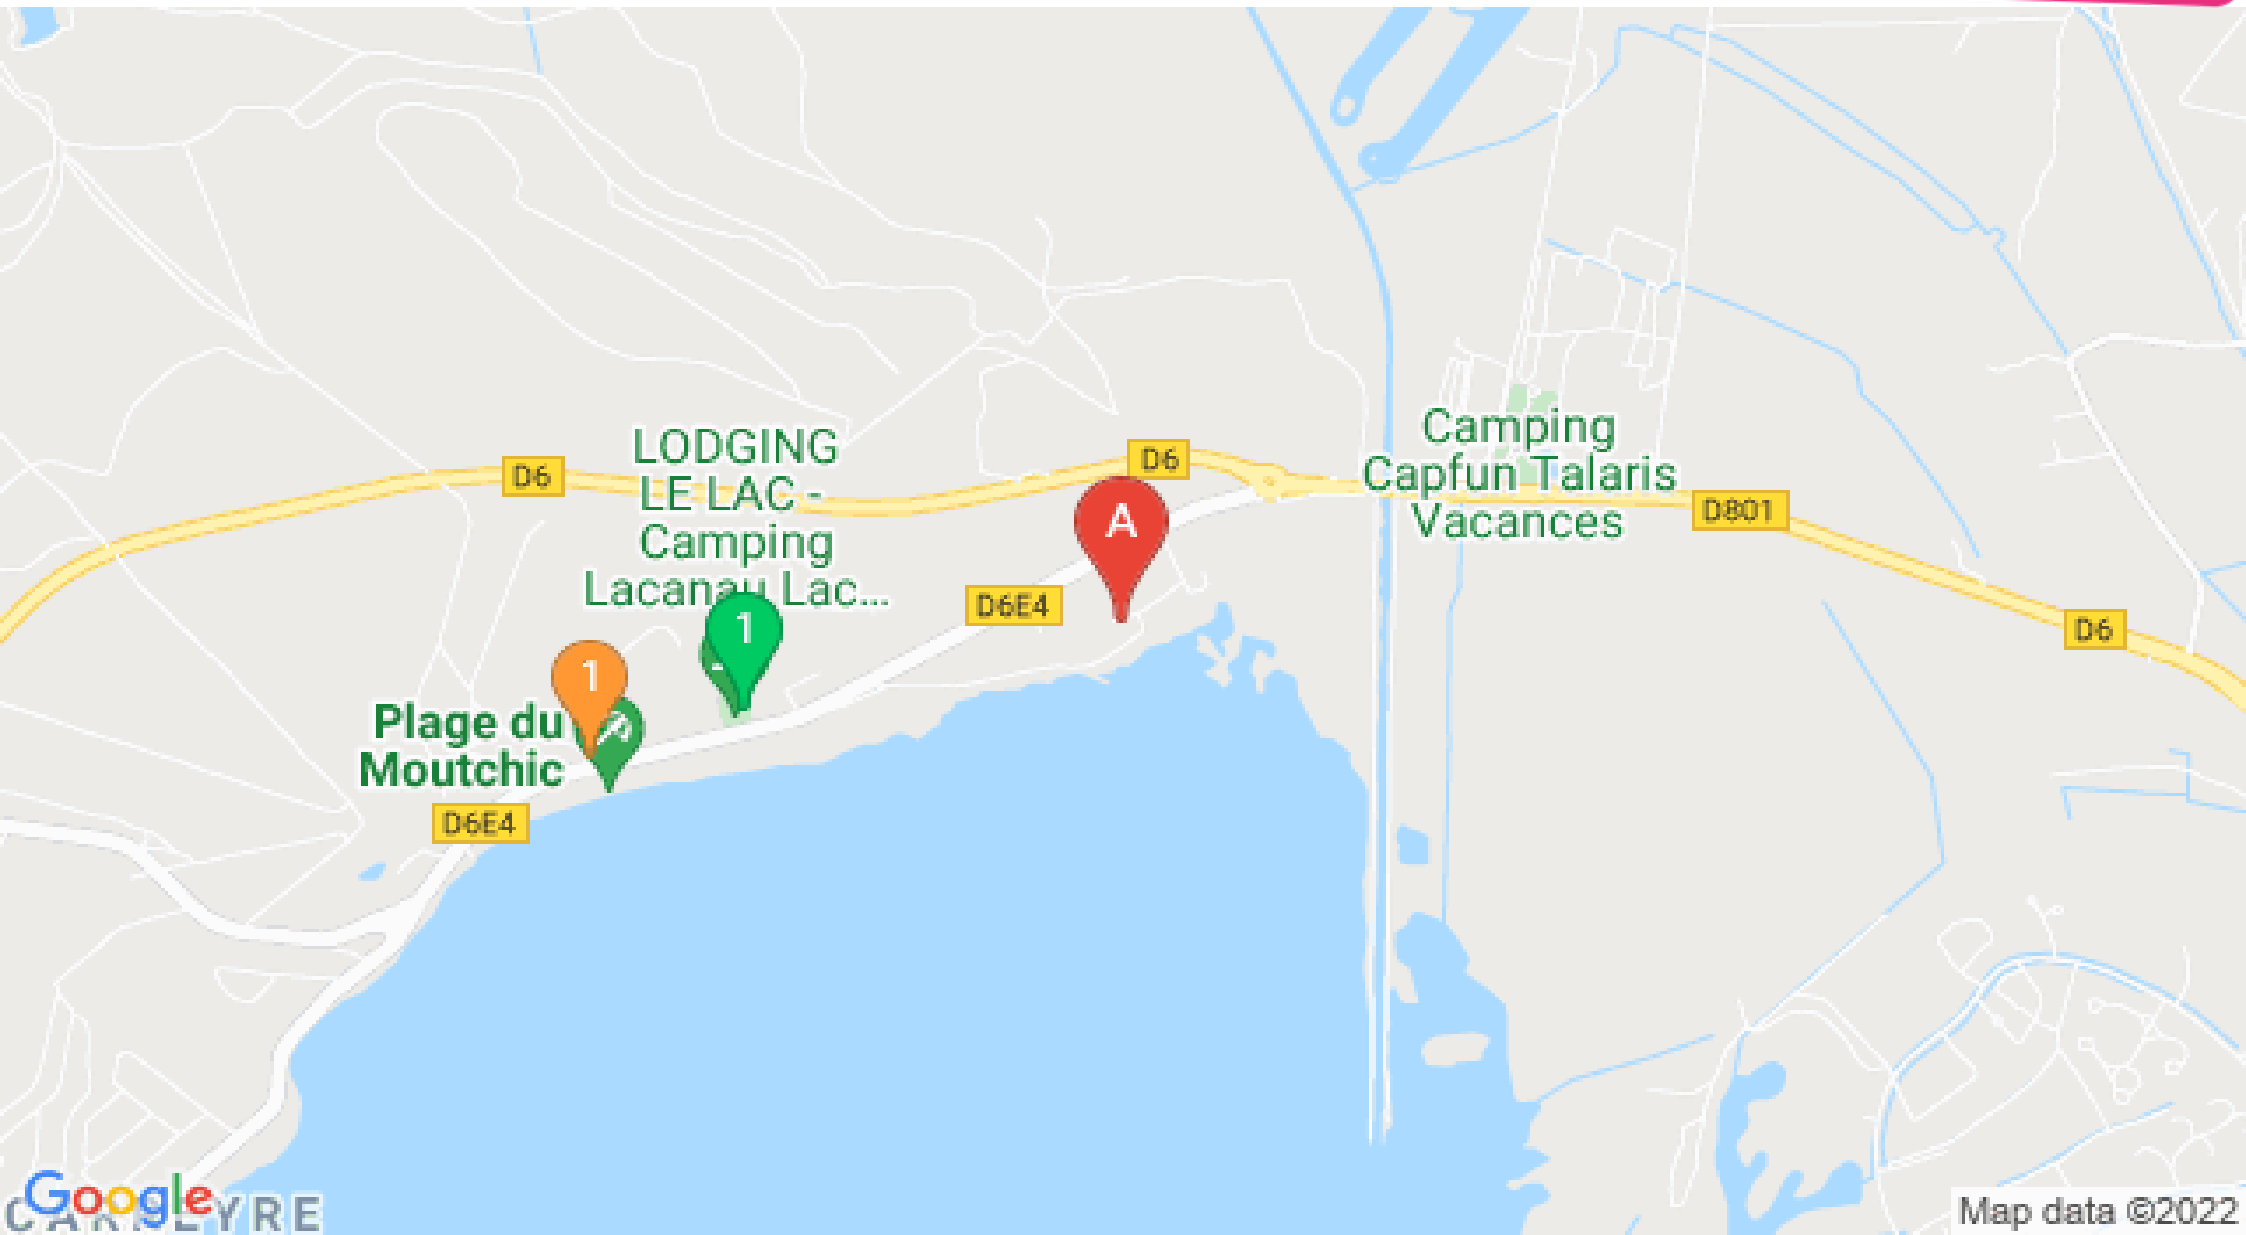 Camping
Capfun Talaris
Vacances
LODGING
LE LAC -
Camping
Lacanau Lac...
D6
D6
D801
A
D6E4
1
1
D6
Plage du
Moutchic
D6E4
Google
YRE
Map data ©2022